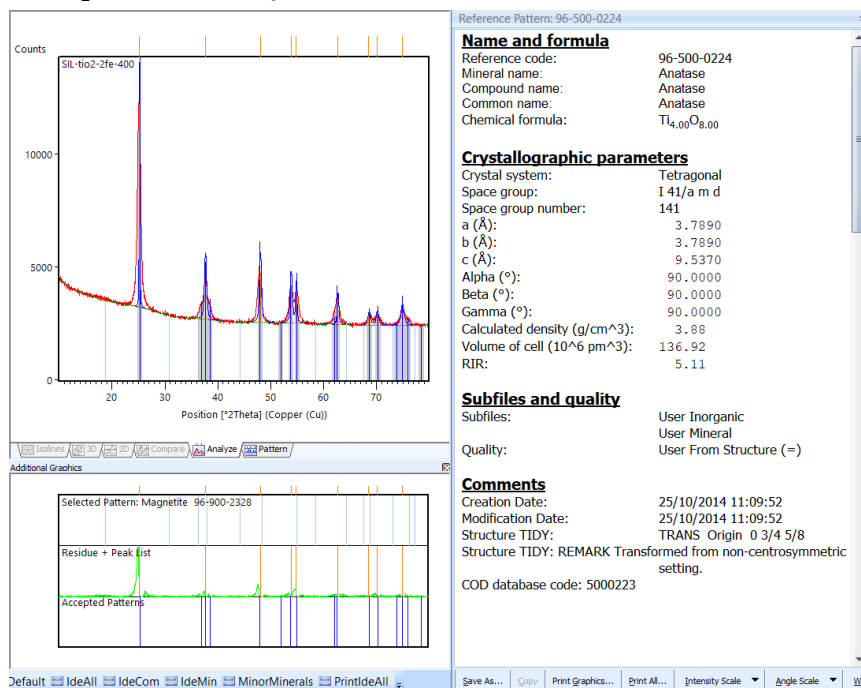 Counts
SIL-tio2-2fe-400
10000
5000
0
20 30 40 50 60 70
Position [°2Theta] (Copper (Cu))
Isolines 3D 2D Compare Analyze Pattern
Additional Graphics
Selected Pattern: Magnetite 96-900-2328
Residue + Peak List
Accepted Patterns
Default IdeAll IdeCom IdeMin MinorMinerals PrintIdeAll
Reference Pattern: 96-500-0224
Name and formula
Reference code: 96-500-0224
Mineral name: Anatase
Compound name: Anatase
Common name: Anatase
Chemical formula: Ti4.00O8.00
Crystallographic parameters
Crystal system: Tetragonal
Space group: I 41/a m d
Space group number: 141
a (Å): 3.7890
b (Å): 3.7890
c (Å): 9.5370
Alpha (°): 90.0000
Beta (°): 90.0000
Gamma (°): 90.0000
Calculated density (g/cm^3): 3.88
Volume of cell (10^6 pm^3): 136.92
RIR: 5.11
Subfiles and quality
Subfiles: User Inorganic
User Mineral
Quality: User From Structure (=)
Comments
Creation Date: 25/10/2014 11:09:52
Modification Date: 25/10/2014 11:09:52
Structure TIDY: TRANS Origin 0 3/4 5/8
Structure TIDY: REMARK Transformed from non-centrosymmetric
setting.
COD database code: 5000223
Save As... Copy Print Graphics... Print All... Intensity Scale Angle Scale